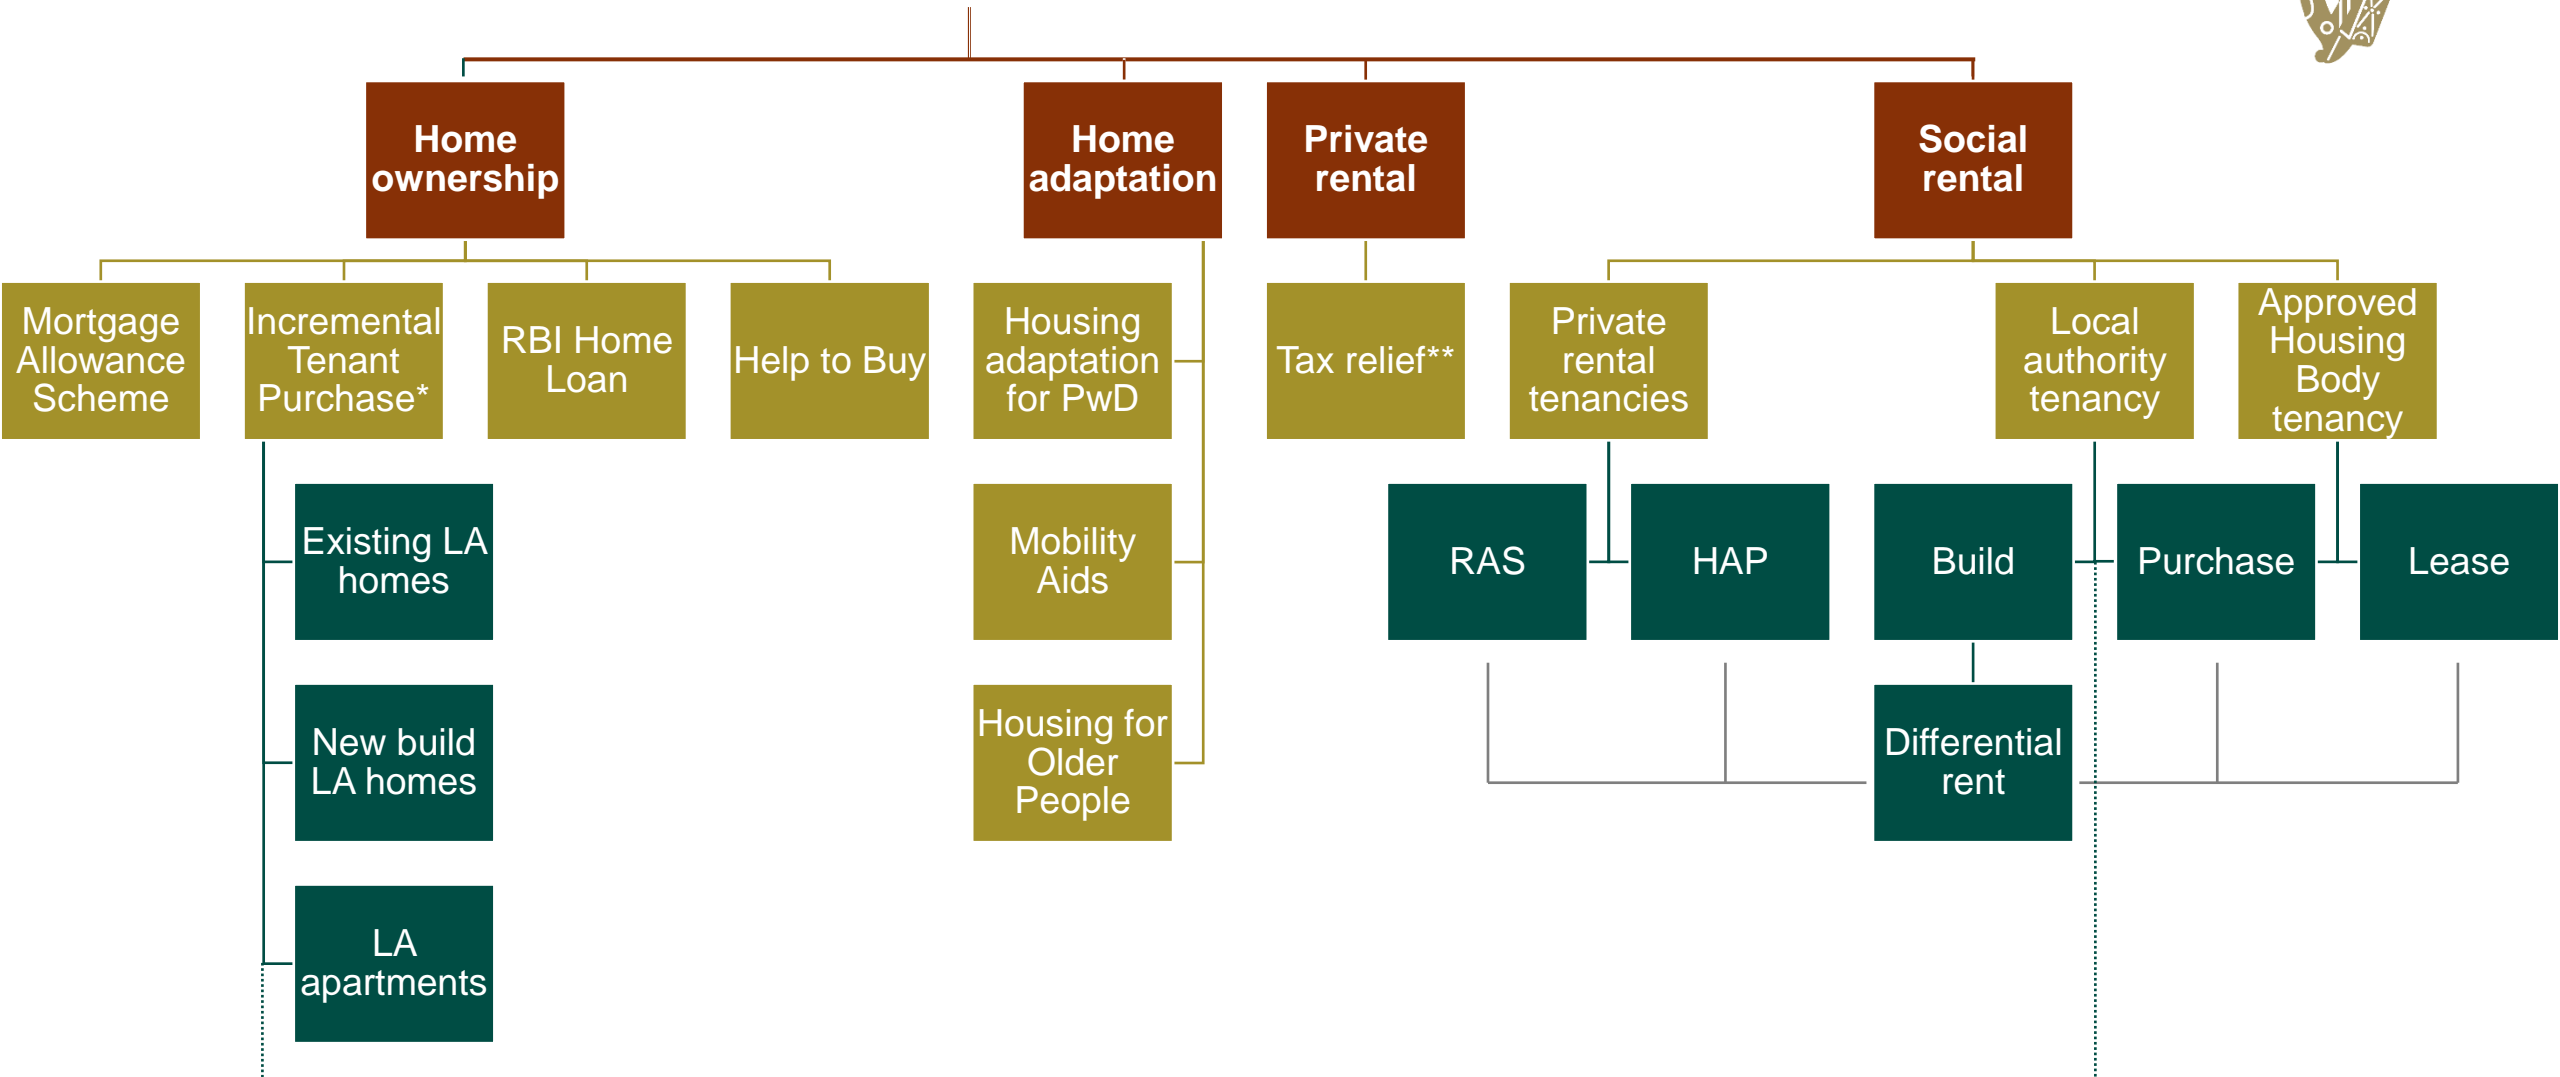 Home
ownership
Home
adaptation
Private
rental
Social
rental
Mortgage
Allowance
Scheme
Incremental
Tenant
Purchase*
RBI Home
Loan
Help to Buy
Housing
adaptation
for PwD
Tax relief**
Private
rental
tenancies
Local
authority
tenancy
Approved
Housing
Body
tenancy
Existing LA
homes
Mobility
Aids
RAS
HAP
Build
Purchase
Lease
New build
LA homes
Housing for
Older
People
Differential
rent
LA
apartments